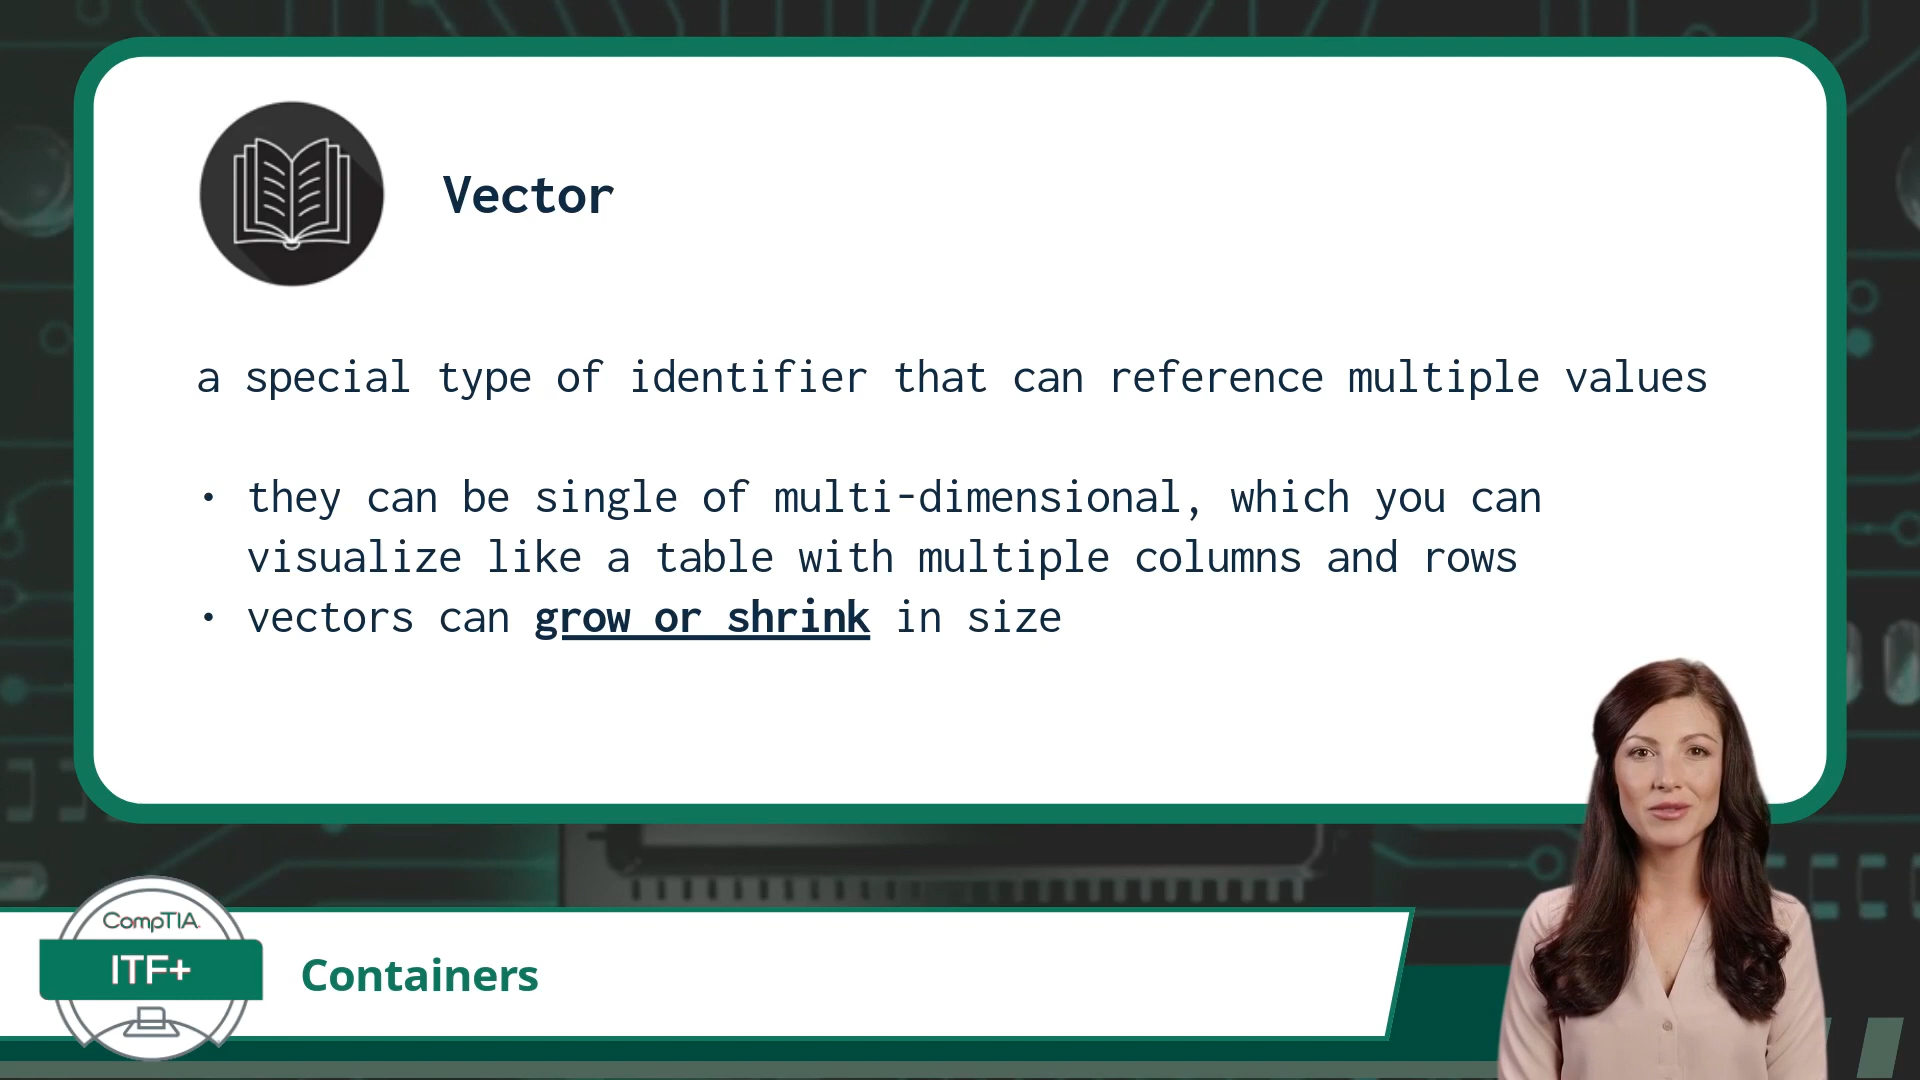 Vector
a special type of identifier that can reference multiple values
• they can be single of multi-dimensional, which you can
visualize like a table with multiple columns and rows
• vectors can grow or shrink in size
CompTIA
ITF+
Containers